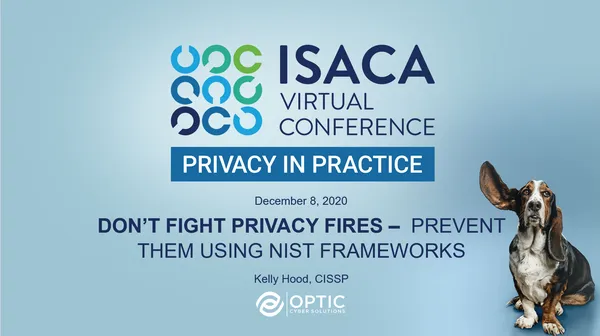 ISACA
VIRTUAL
CONFERENCE
PRIVACY IN PRACTICE
December 8, 2020
DON'T FIGHT PRIVACY FIRES – PREVENT
THEM USING NIST FRAMEWORKS
Kelly Hood, CISSP
OPTIC
CYBER SOLUTIONS